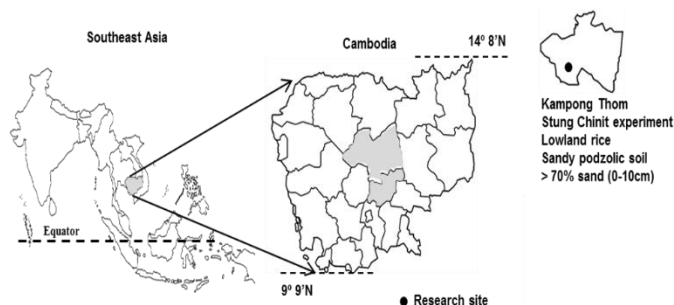 Southeast Asia
Cambodia
14º 8’N
Kampong Thom
Stung Chinit experiment
Lowland rice
Sandy podzolic soil
> 70% sand (0-10cm)
Equator
9º 9’N
Research site